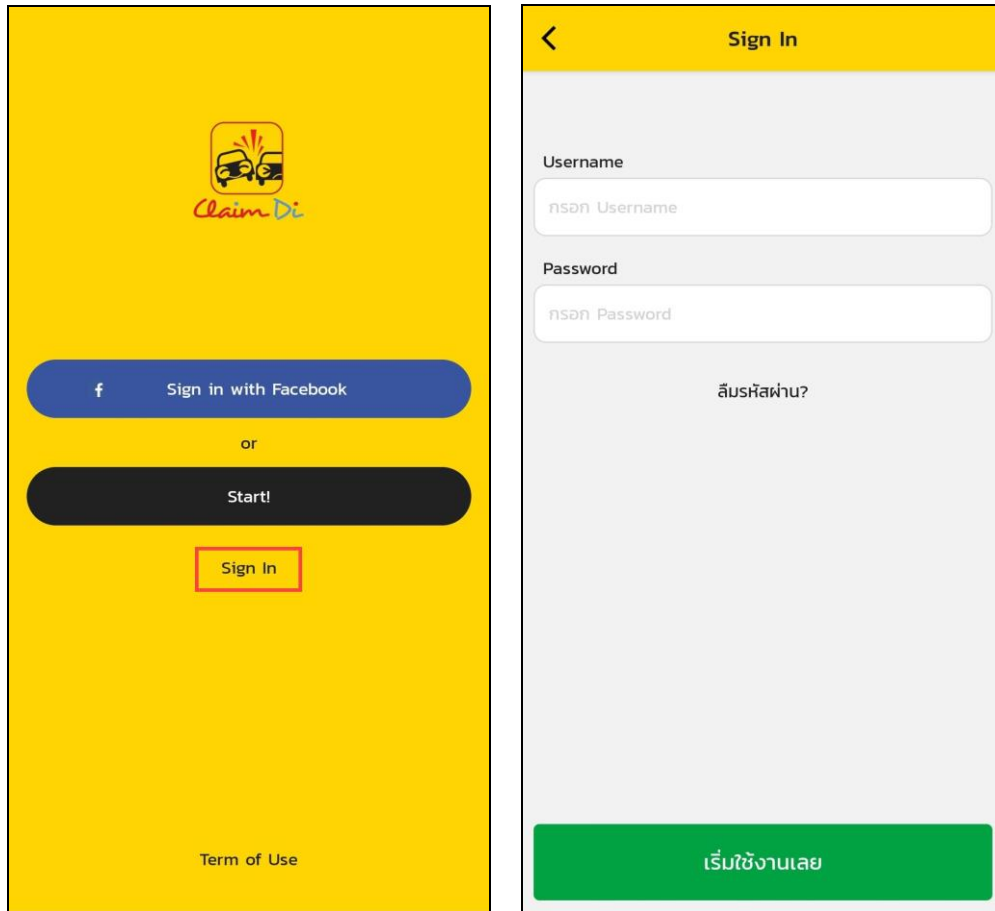 Claim Di
f Sign in with Facebook
or
Start!
Sign In
Term of Use
Sign In
Username
กรอก Username
Password
กรอก Password
ลืมรหัสผ่าน?
เริ่มใช้งานเลย